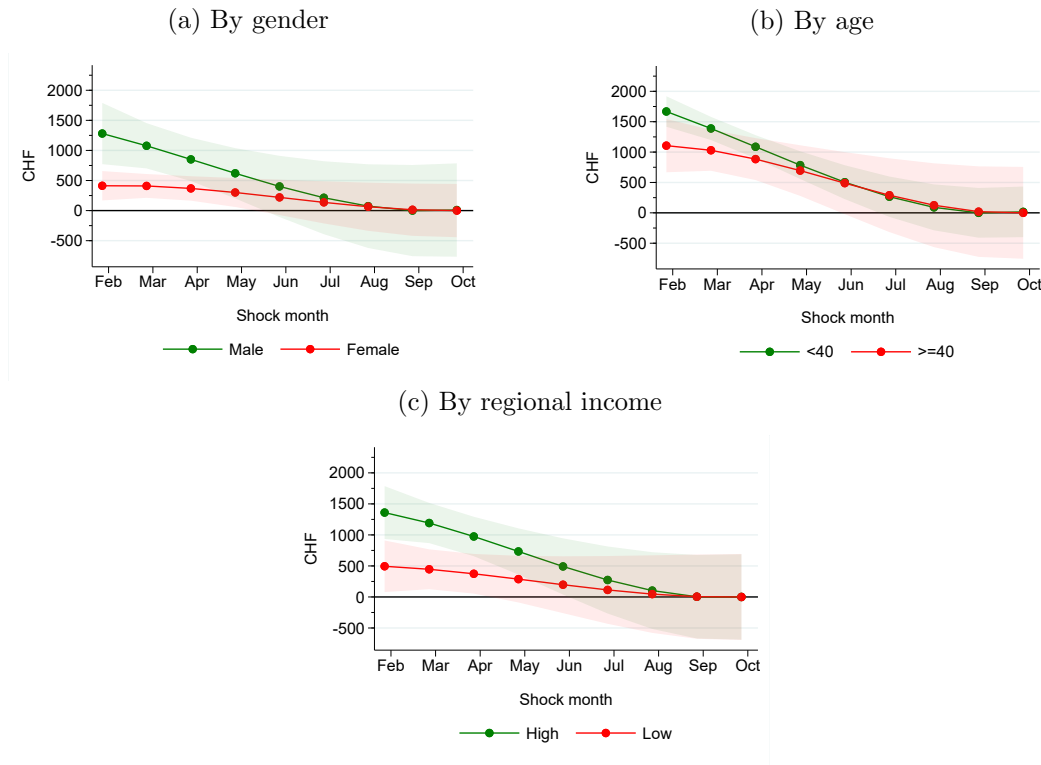 (a) By gender
2000
1500
1000
500
0
-500
CHF
Feb Mar Apr May Jun Jul Aug Sep Oct
Shock month
Male Female
(b) By age
2000
1500
1000
500
0
-500
CHF
Feb Mar Apr May Jun Jul Aug Sep Oct
Shock month
<40 >=40
(c) By regional income
2000
1500
1000
500
0
-500
CHF
Feb Mar Apr May Jun Jul Aug Sep Oct
Shock month
High Low